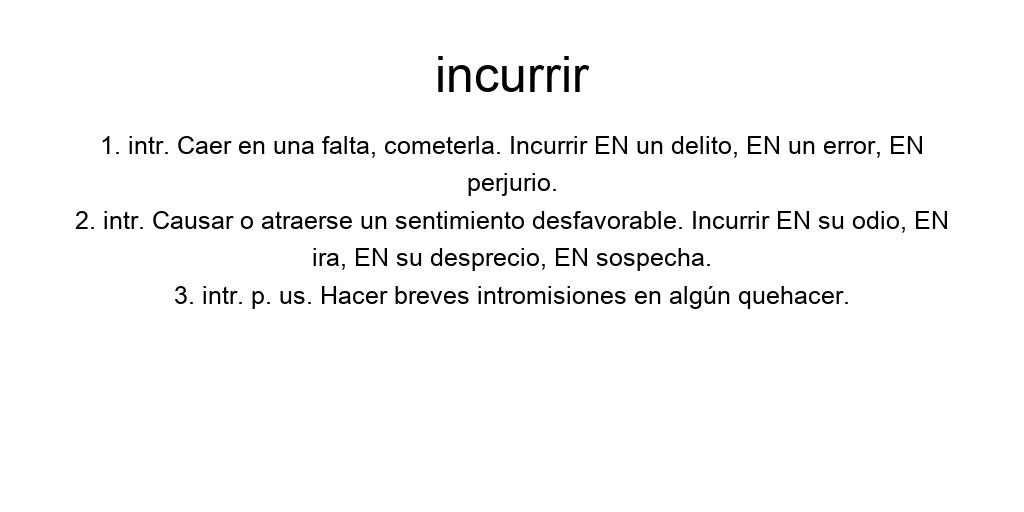 incurrir
1. intr. Caer en una falta, cometerla. Incurrir EN un delito, EN un error, EN
perjurio.
2. intr. Causar o atraerse un sentimiento desfavorable. Incurrir EN su odio, EN
ira, EN su desprecio, EN sospecha.
3. intr. p. us. Hacer breves intromisiones en algún quehacer.